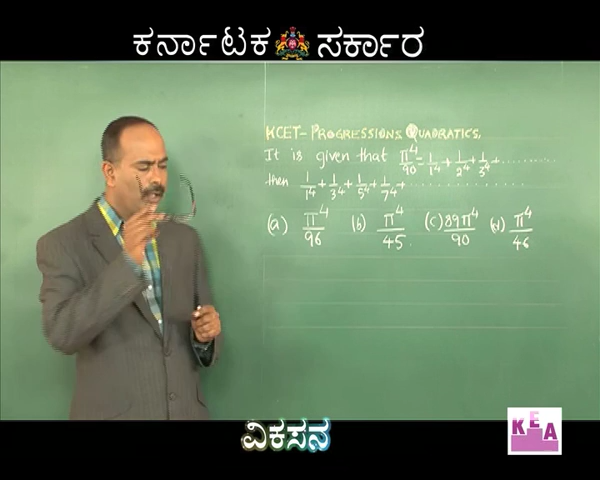 ಕರ್ನಾಟಕ ಸರ್ಕಾರ
KCET- PROGRESSIONS QUADRATICS.
It is given that π⁴/90 = 1/1⁴ + 1/2⁴ + 1/3⁴ + ..........
then 1/1⁴ + 1/3⁴ + 1/5⁴ + 1/7⁴ + ....................
(a) π⁴/96 (b) π⁴/45. (c) 89π⁴/90 (d) π⁴/46
ವಿಕಸನ
KEA